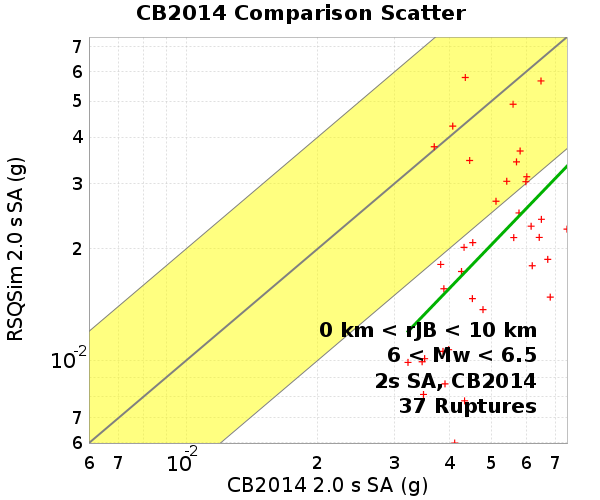 CB2014 Comparison Scatter
RSQSim 2.0 s SA (g)
7
6
5
4
3
2
10-2
7
6
0 km < rJB < 10 km
6 < Mw < 6.5
2s SA, CB2014
37 Ruptures
6 7 10-2 2 3 4 5 6 7
CB2014 2.0 s SA (g)